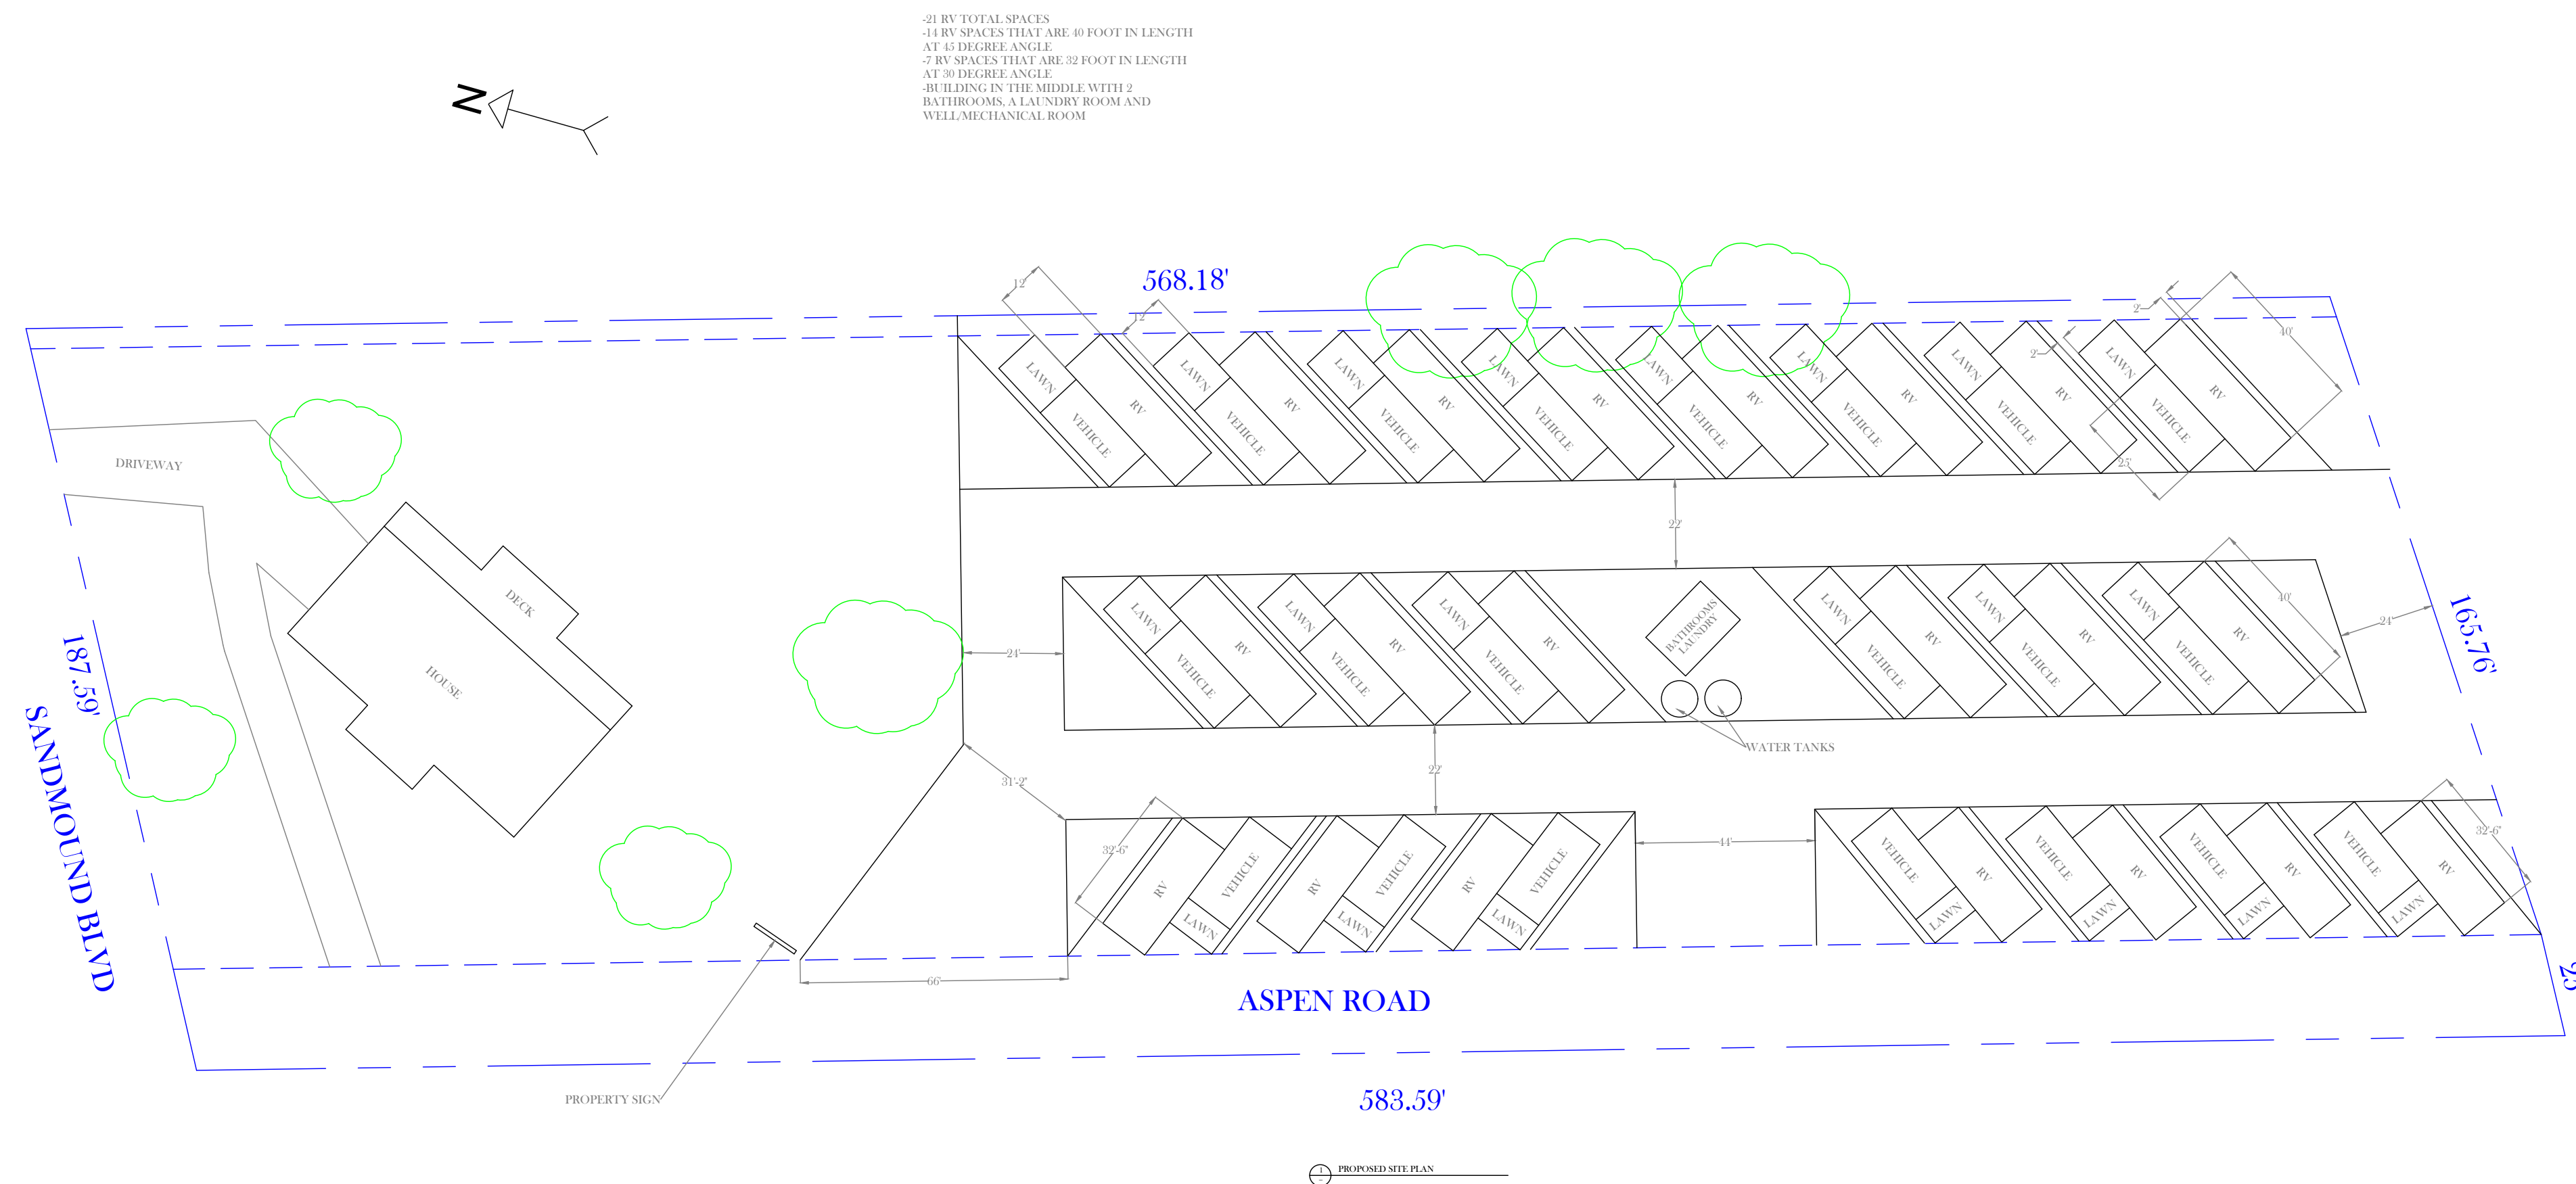 -21 RV TOTAL SPACES
-14 RV SPACES THAT ARE 40 FOOT IN LENGTH
AT 45 DEGREE ANGLE
-7 RV SPACES THAT ARE 32 FOOT IN LENGTH
AT 30 DEGREE ANGLE
-BUILDING IN THE MIDDLE WITH 2
BATHROOMS, A LAUNDRY ROOM AND
WELL/MECHANICAL ROOM
N
568.18'
12'
12'
2'
2'
40'
25'
LAWN
VEHICLE
RV
LAWN
VEHICLE
RV
LAWN
VEHICLE
RV
LAWN
VEHICLE
RV
LAWN
VEHICLE
RV
LAWN
VEHICLE
RV
LAWN
VEHICLE
RV
LAWN
VEHICLE
RV
DRIVEWAY
DECK
HOUSE
187.59'
SANDMOUND BLVD
22'
24'
LAWN
VEHICLE
RV
LAWN
VEHICLE
RV
LAWN
VEHICLE
RV
BATHROOMS
LAUNDRY
LAWN
VEHICLE
RV
LAWN
VEHICLE
RV
LAWN
VEHICLE
RV
40'
24'
165.76'
WATER TANKS
31'-2"
22'
32'-6"
RV
VEHICLE
LAWN
RV
VEHICLE
LAWN
RV
VEHICLE
LAWN
44'
VEHICLE
LAWN
RV
VEHICLE
LAWN
RV
VEHICLE
LAWN
RV
VEHICLE
LAWN
RV
32'-6"
25
66'
ASPEN ROAD
PROPERTY SIGN
583.59'
1
PROPOSED SITE PLAN